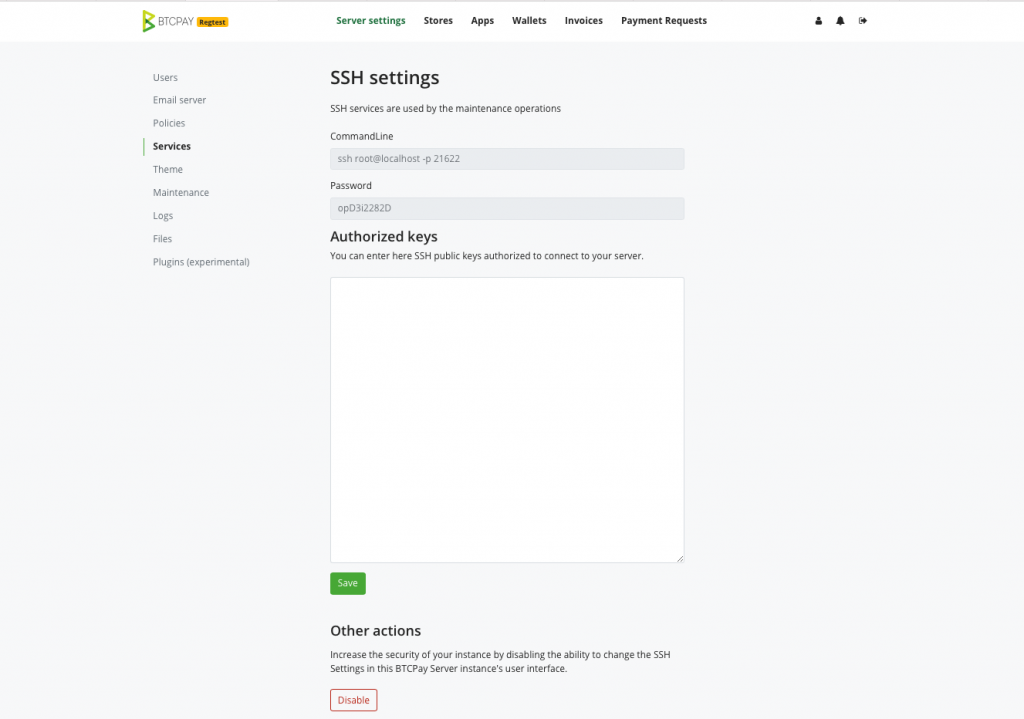 BTCPAY Regtest
Server settings Stores Apps Wallets Invoices Payment Requests
Users
Email server
Policies
Services
Theme
Maintenance
Logs
Files
Plugins (experimental)
SSH settings
SSH services are used by the maintenance operations
CommandLine
ssh root@localhost -p 21622
Password
opD3i2282D
Authorized keys
You can enter here SSH public keys authorized to connect to your server.
Save
Other actions
Increase the security of your instance by disabling the ability to change the SSH
Settings in this BTCPay Server instance's user interface.
Disable